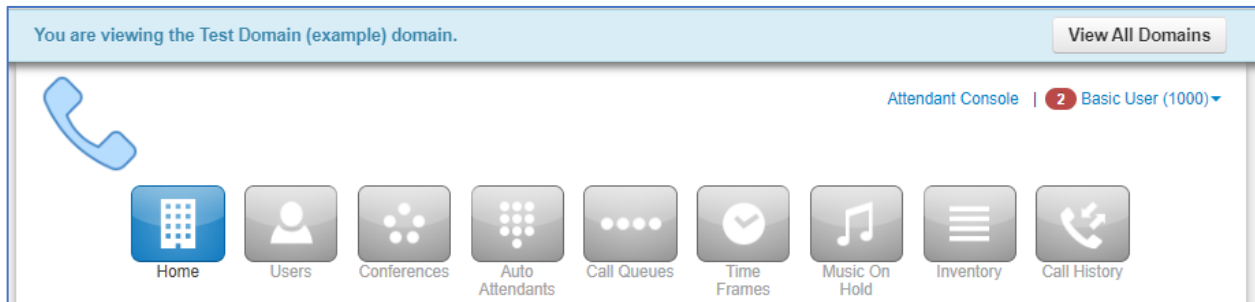 You are viewing the Test Domain (example) domain.
View All Domains
Attendant Console | 2 Basic User (1000)
Home
Users
Conferences
Auto
Attendants
Call Queues
Time
Frames
Music On
Hold
Inventory
Call History